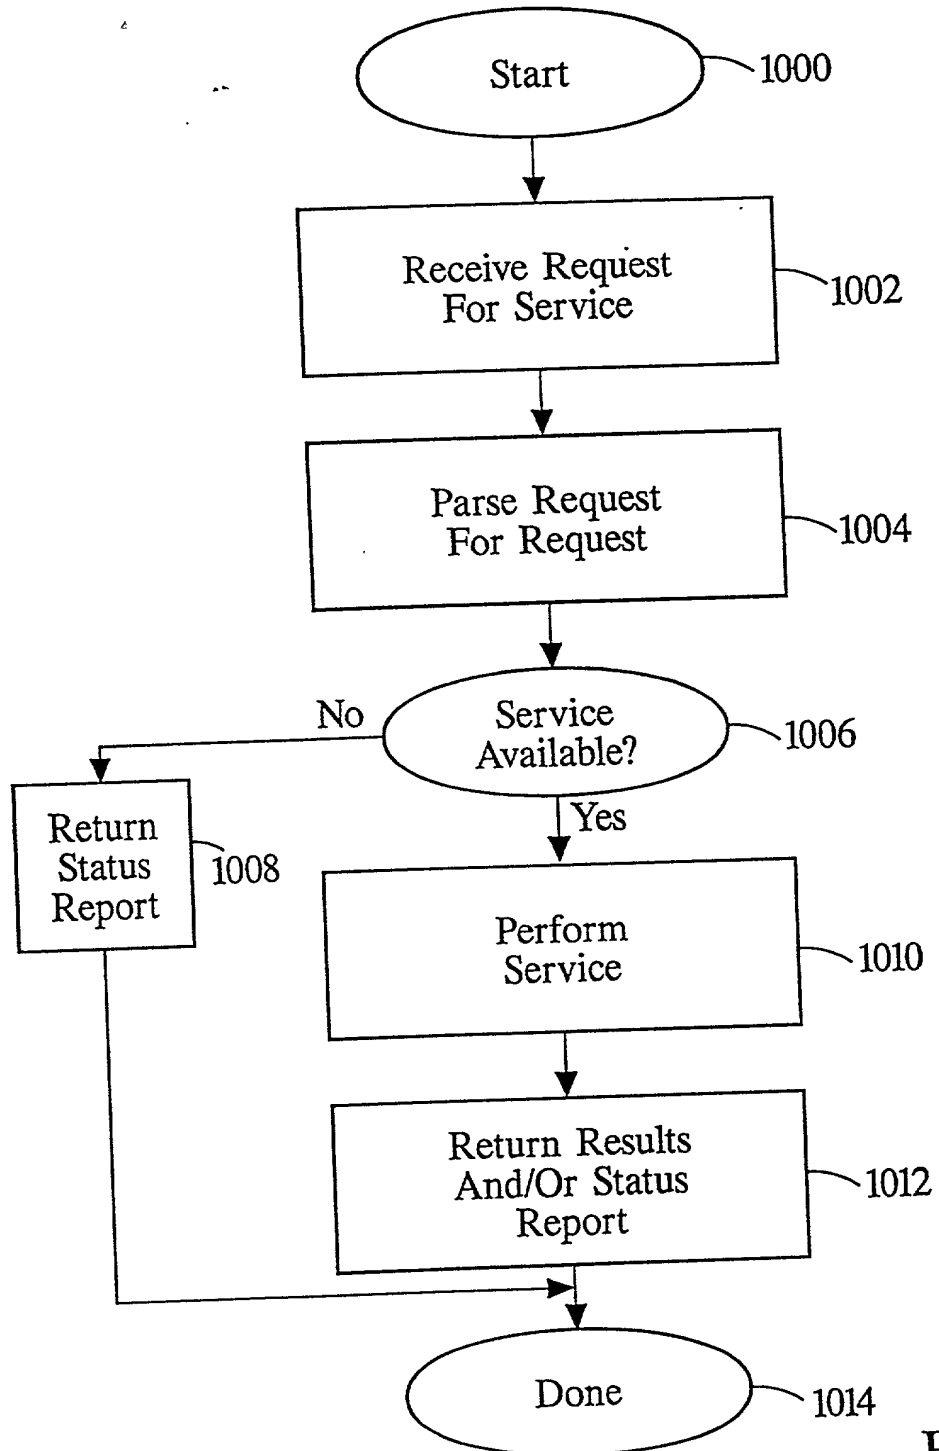 Start
1000
Receive Request
For Service
1002
Parse Request
For Request
1004
Service
Available?
1006
No
Yes
Return
Status
Report
1008
Perform
Service
1010
Return Results
And/Or Status
Report
1012
Done
1014